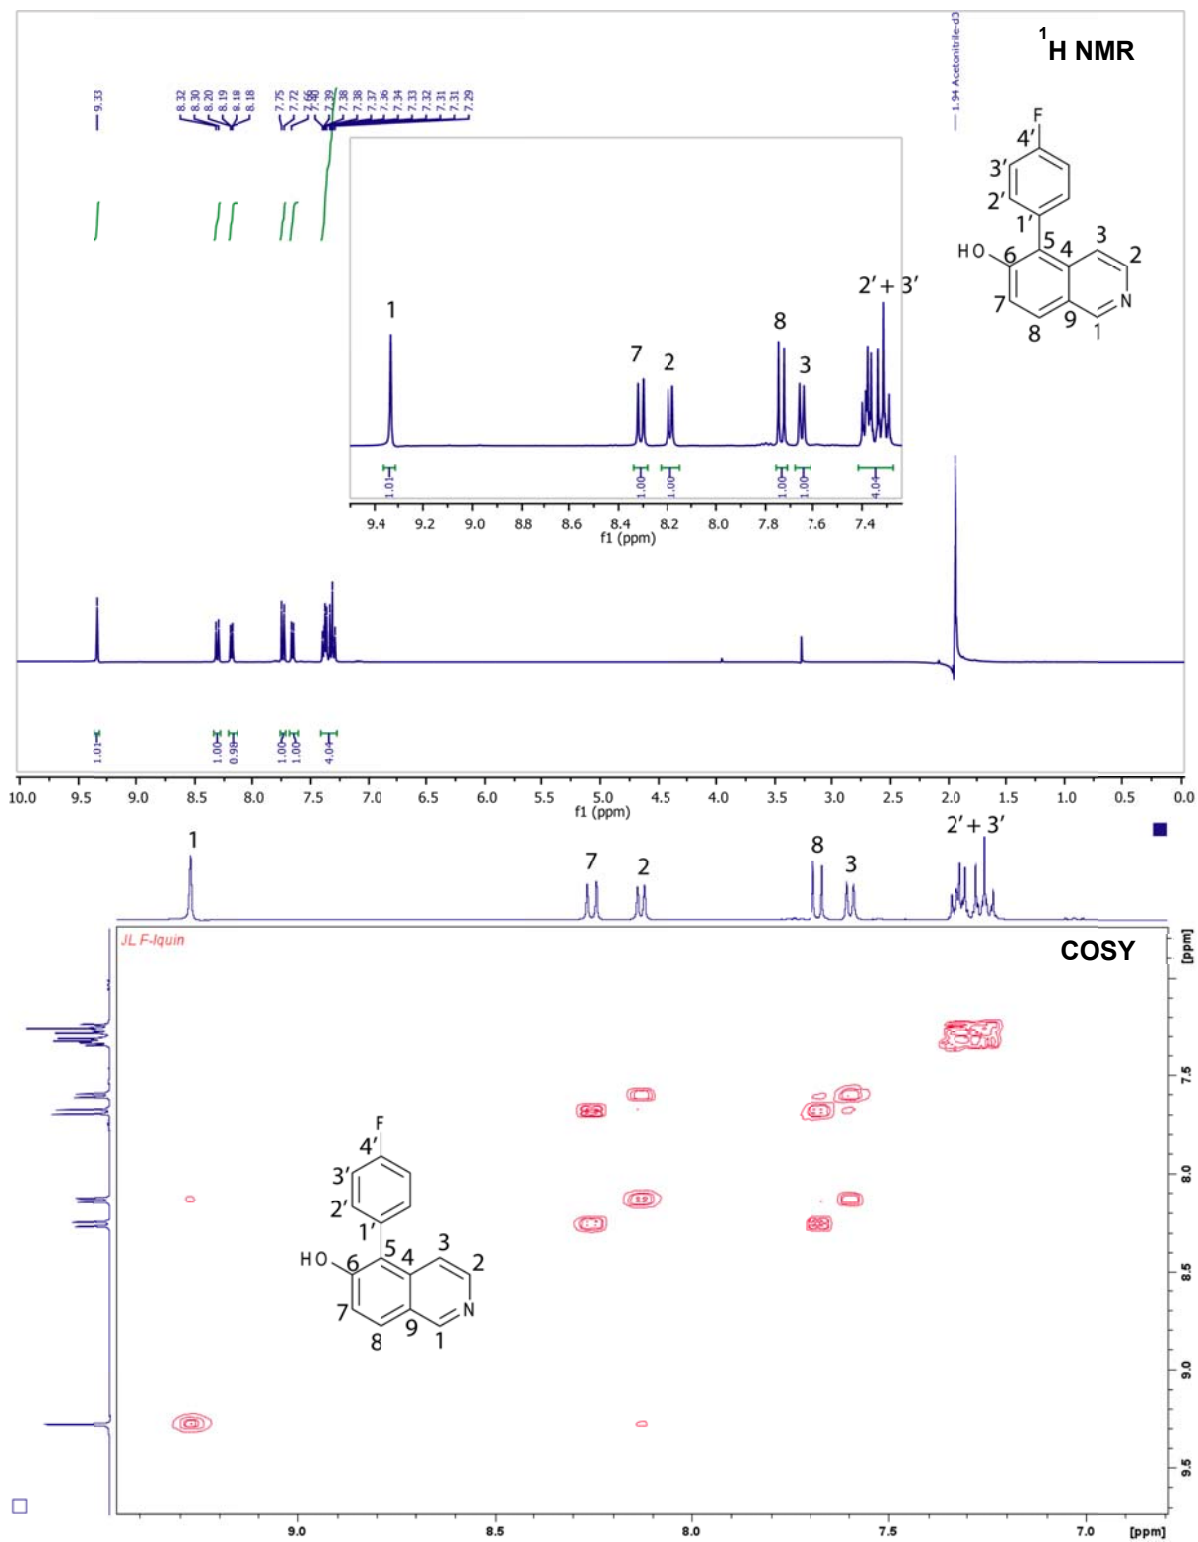 ¹H NMR
1.94 Acetonitrile-d3
9.33
8.32
8.30
8.20
8.19
8.18
8.18
7.75
7.72
7.66
7.40
7.39
7.38
7.38
7.37
7.36
7.34
7.33
7.32
7.31
7.31
7.29
F
4'
3'
2'
1'
HO 6 5 4 3 2
7 8 9 1 N
1 7 2 8 3 2' + 3'
1.01 1.00 1.00 1.00 1.00 4.04
9.4 9.2 9.0 8.8 8.6 8.4 8.2 8.0 7.8 7.6 7.4
f1 (ppm)
1.01 1.00 0.98 1.00 1.00 4.04
10.0 9.5 9.0 8.5 8.0 7.5 7.0 6.5 6.0 5.5 5.0 4.5 4.0 3.5 3.0 2.5 2.0 1.5 1.0 0.5 0.0
f1 (ppm)
1 7 2 8 3 2' + 3'
JL F-Iquin
COSY
[ppm]
F
4'
3'
2'
1'
HO 6 5 4 3 2
7 8 9 1 N
7.5
8.0
8.5
9.0
9.5
9.0 8.5 8.0 7.5 7.0 [ppm]